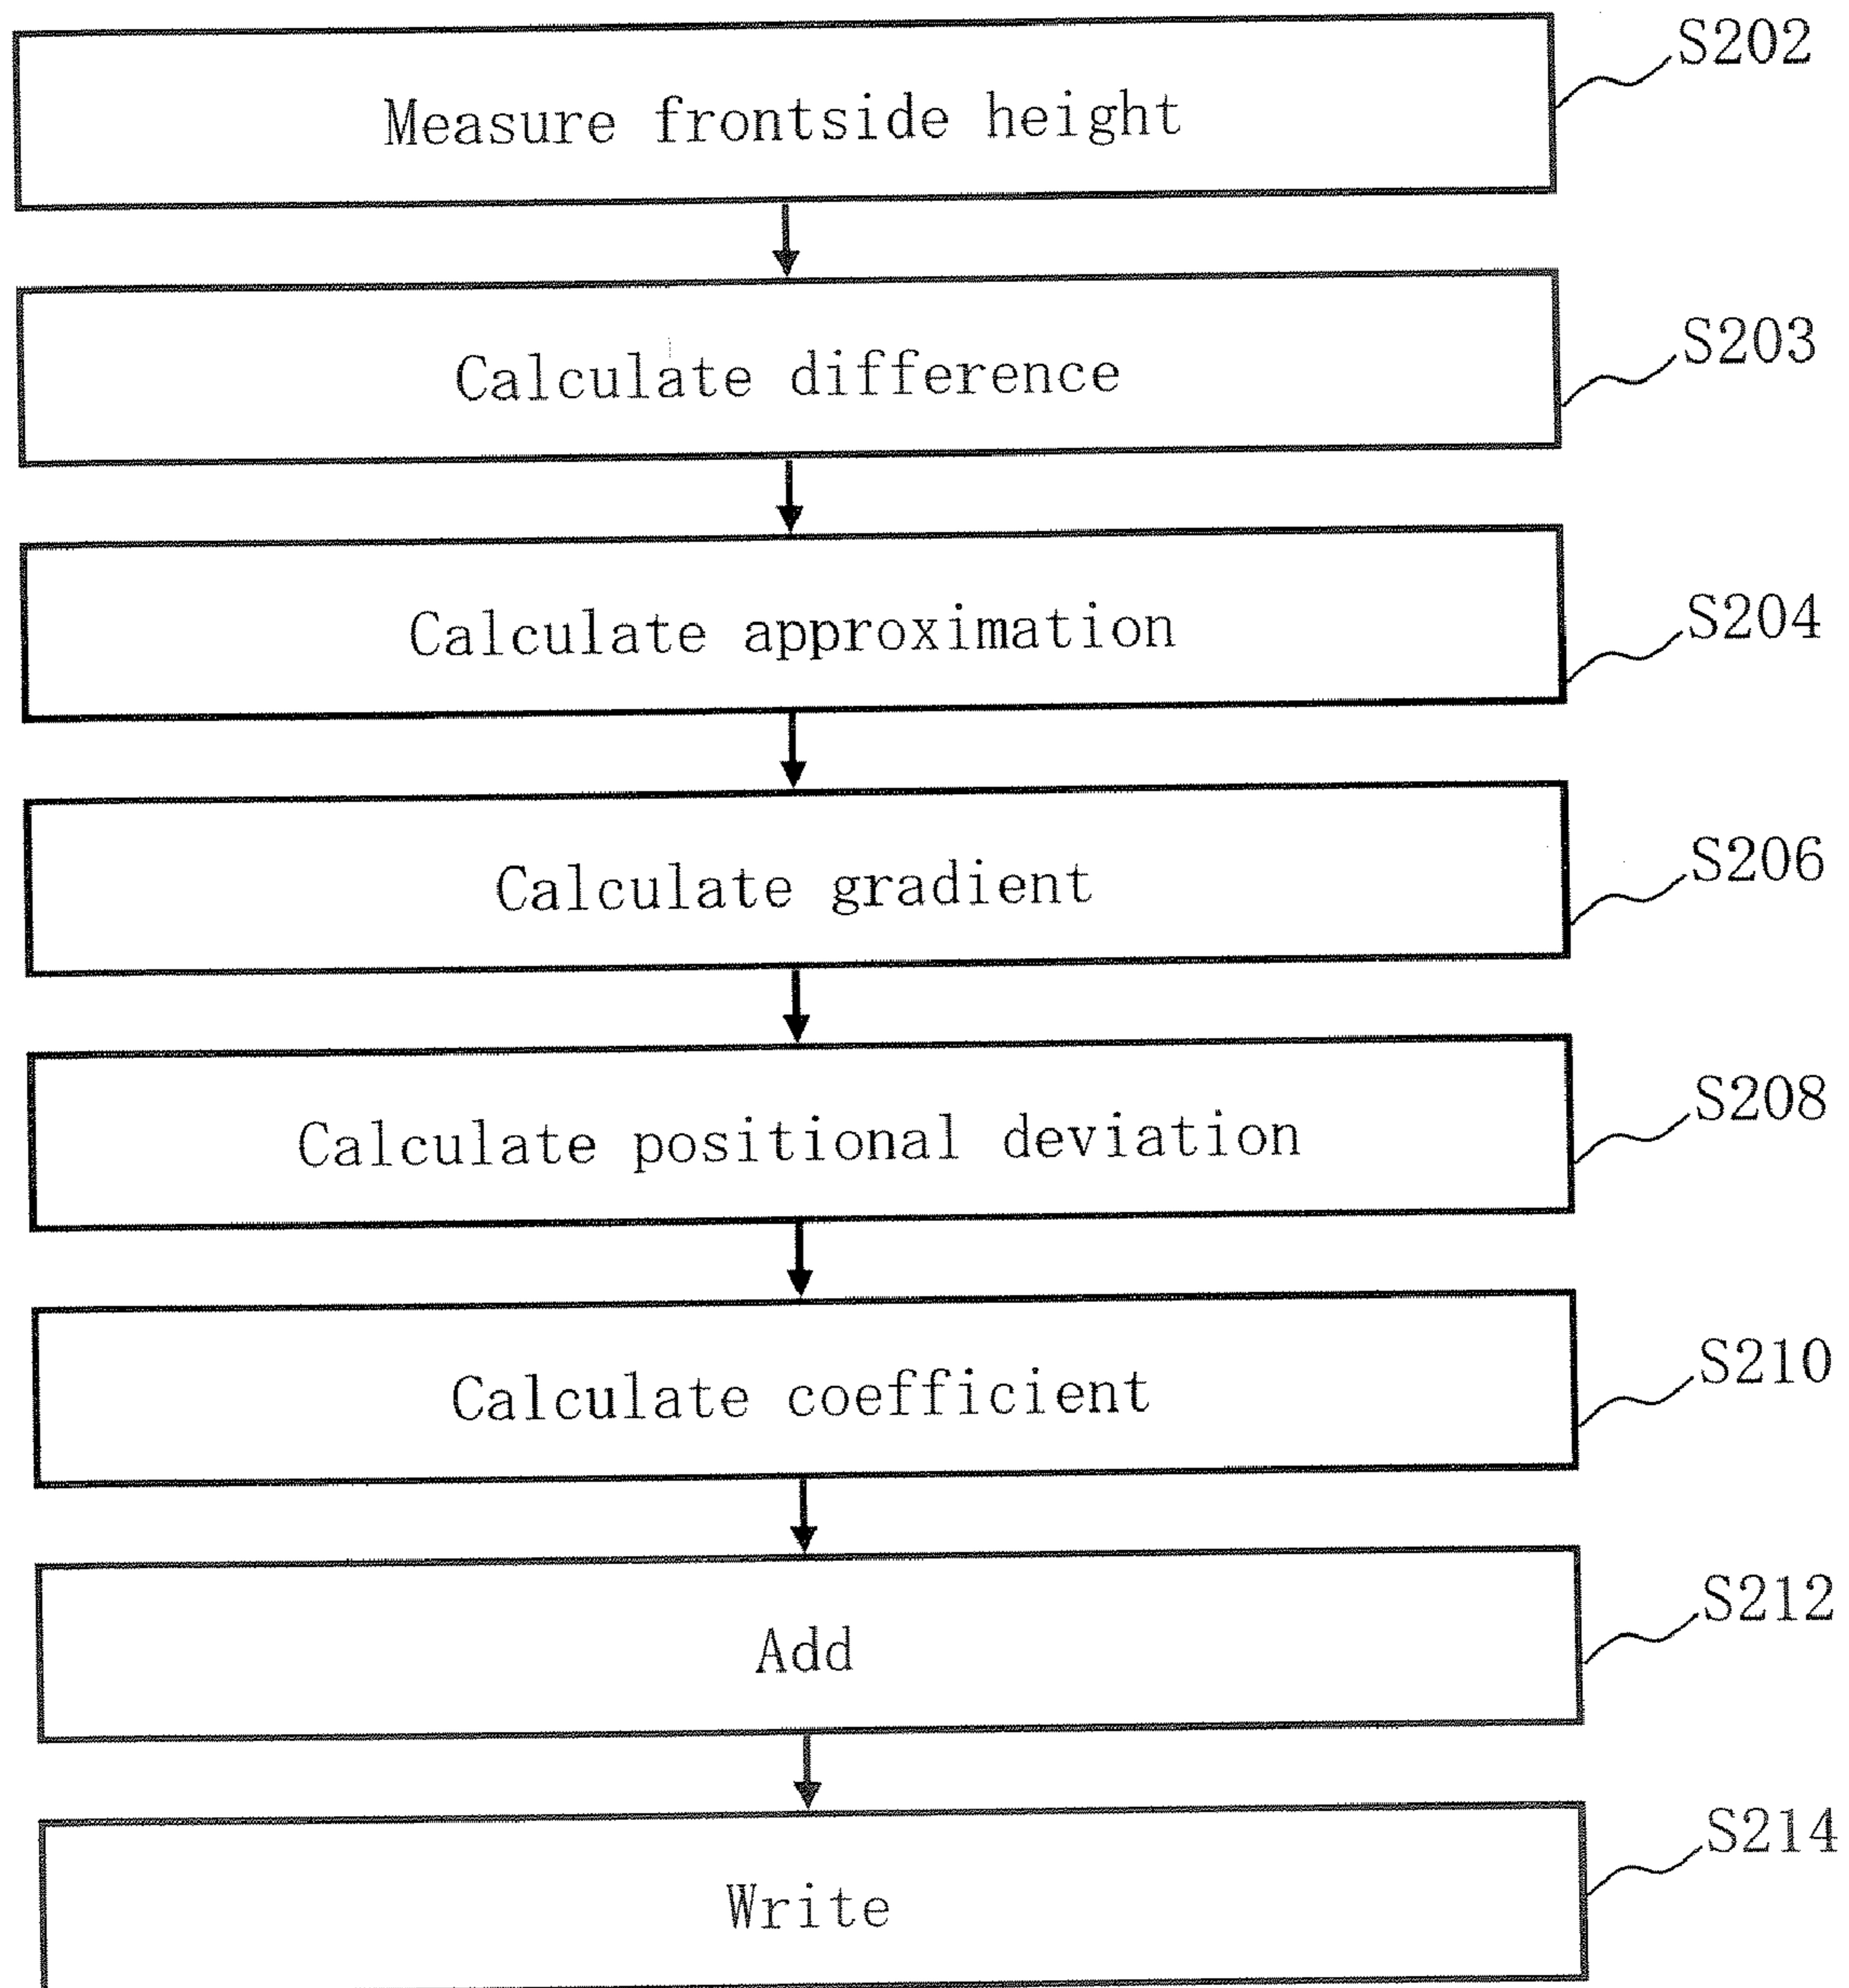 S202
Measure frontside height
S203
Calculate difference
S204
Calculate approximation
S206
Calculate gradient
S208
Calculate positional deviation
S210
Calculate coefficient
S212
Add
S214
Write